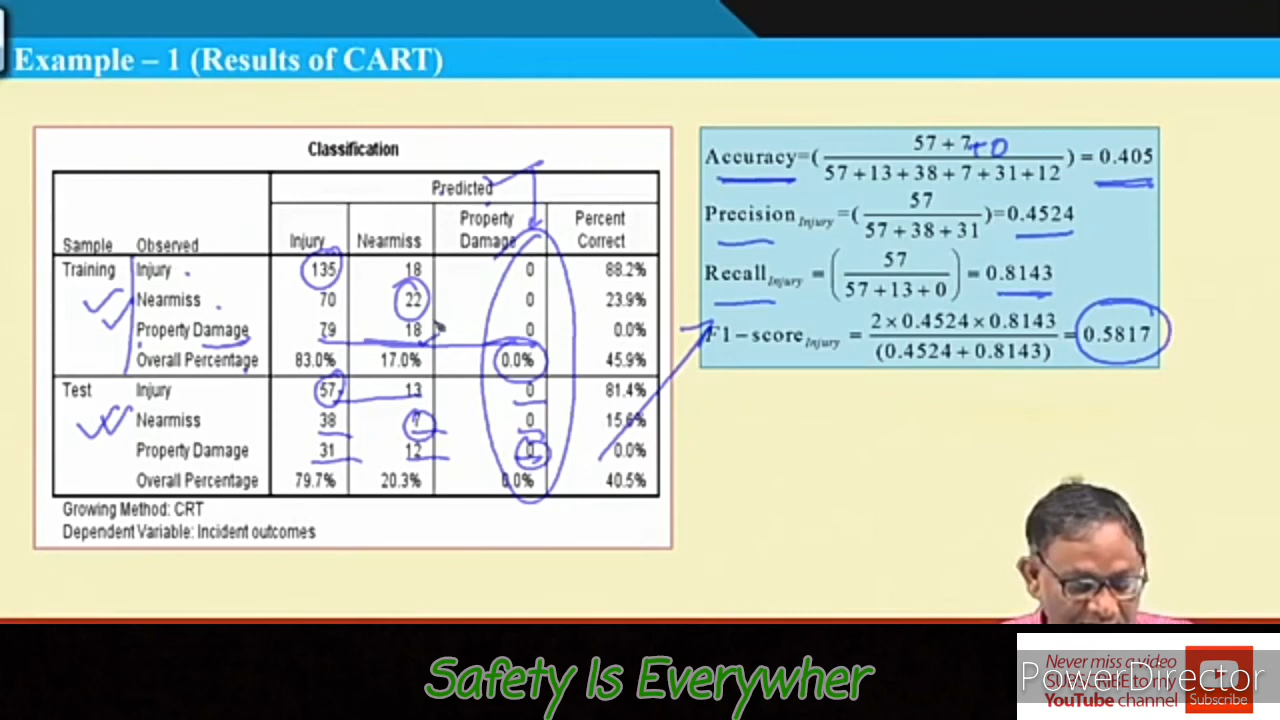 Example – 1 (Results of CART)
Classification
Predicted
Sample Observed Injury Nearmiss Property Damage Percent Correct
Training Injury 135 18 0 88.2%
Nearmiss 70 22 0 23.9%
Property Damage 79 18 0 0.0%
Overall Percentage 83.0% 17.0% 0.0% 45.9%
Test Injury 57 13 0 81.4%
Nearmiss 38 7 0 15.6%
Property Damage 31 12 0 0.0%
Overall Percentage 79.7% 20.3% 0.0% 40.5%
Growing Method: CRT
Dependent Variable: Incident outcomes
Accuracy=( 57 + 7 +0 / 57 + 13 + 38 + 7 + 31 + 12 ) = 0.405
Precision Injury =( 57 / 57 + 38 + 31 )=0.4524
Recall Injury = ( 57 / 57 + 13 + 0 ) = 0.8143
F1 – score Injury = 2 × 0.4524 × 0.8143 / (0.4524 + 0.8143) = 0.5817
Safety Is Everywher
Never miss a video
SUBSCRIBE to my
YouTube channel
Subscribe
PowerDirector